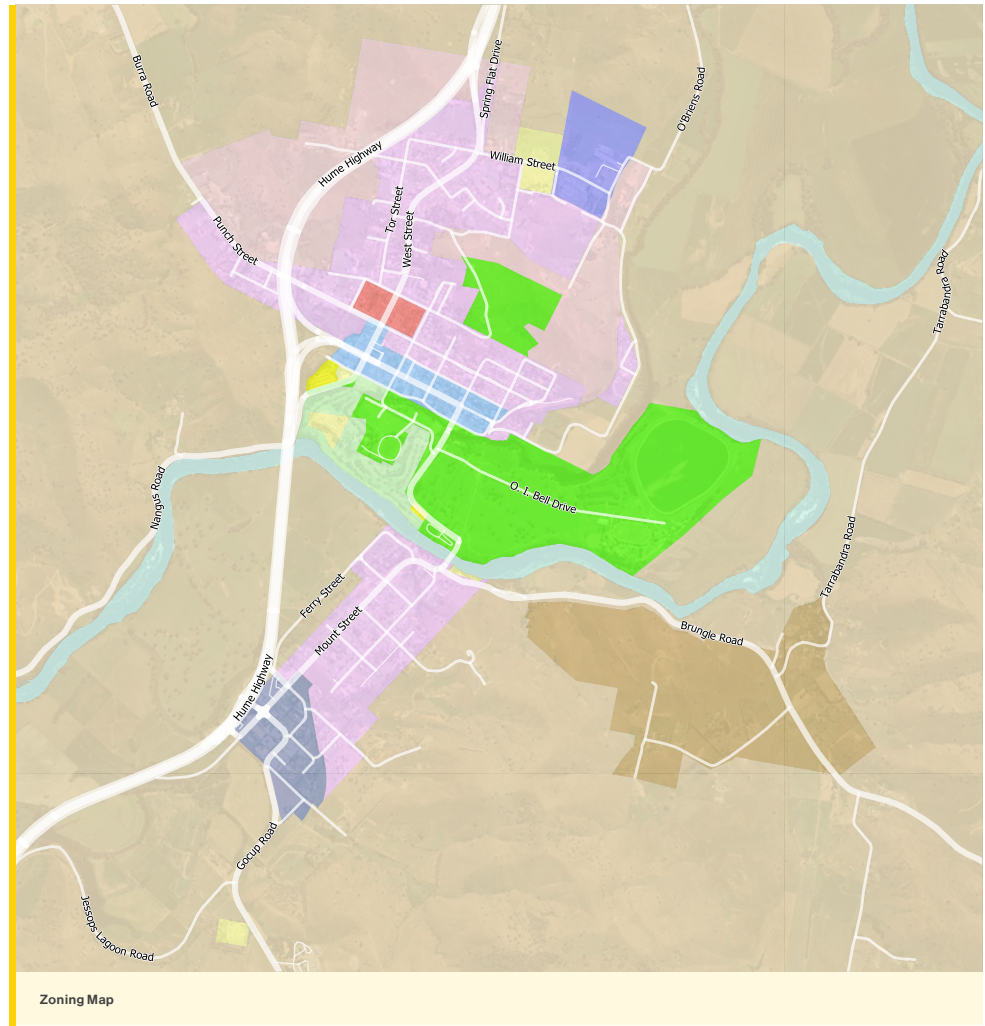 Burra Road
Spring Flat Drive
O'Briens Road
Hume Highway
William Street
Tor Street
West Street
Punch Street
Tarrabandra Road
Nangus Road
O. I. Bell Drive
Tarrabandra Road
Ferry Street
Mount Street
Brungle Road
Hume Highway
Gocup Road
Jessops Lagoon Road
Zoning Map